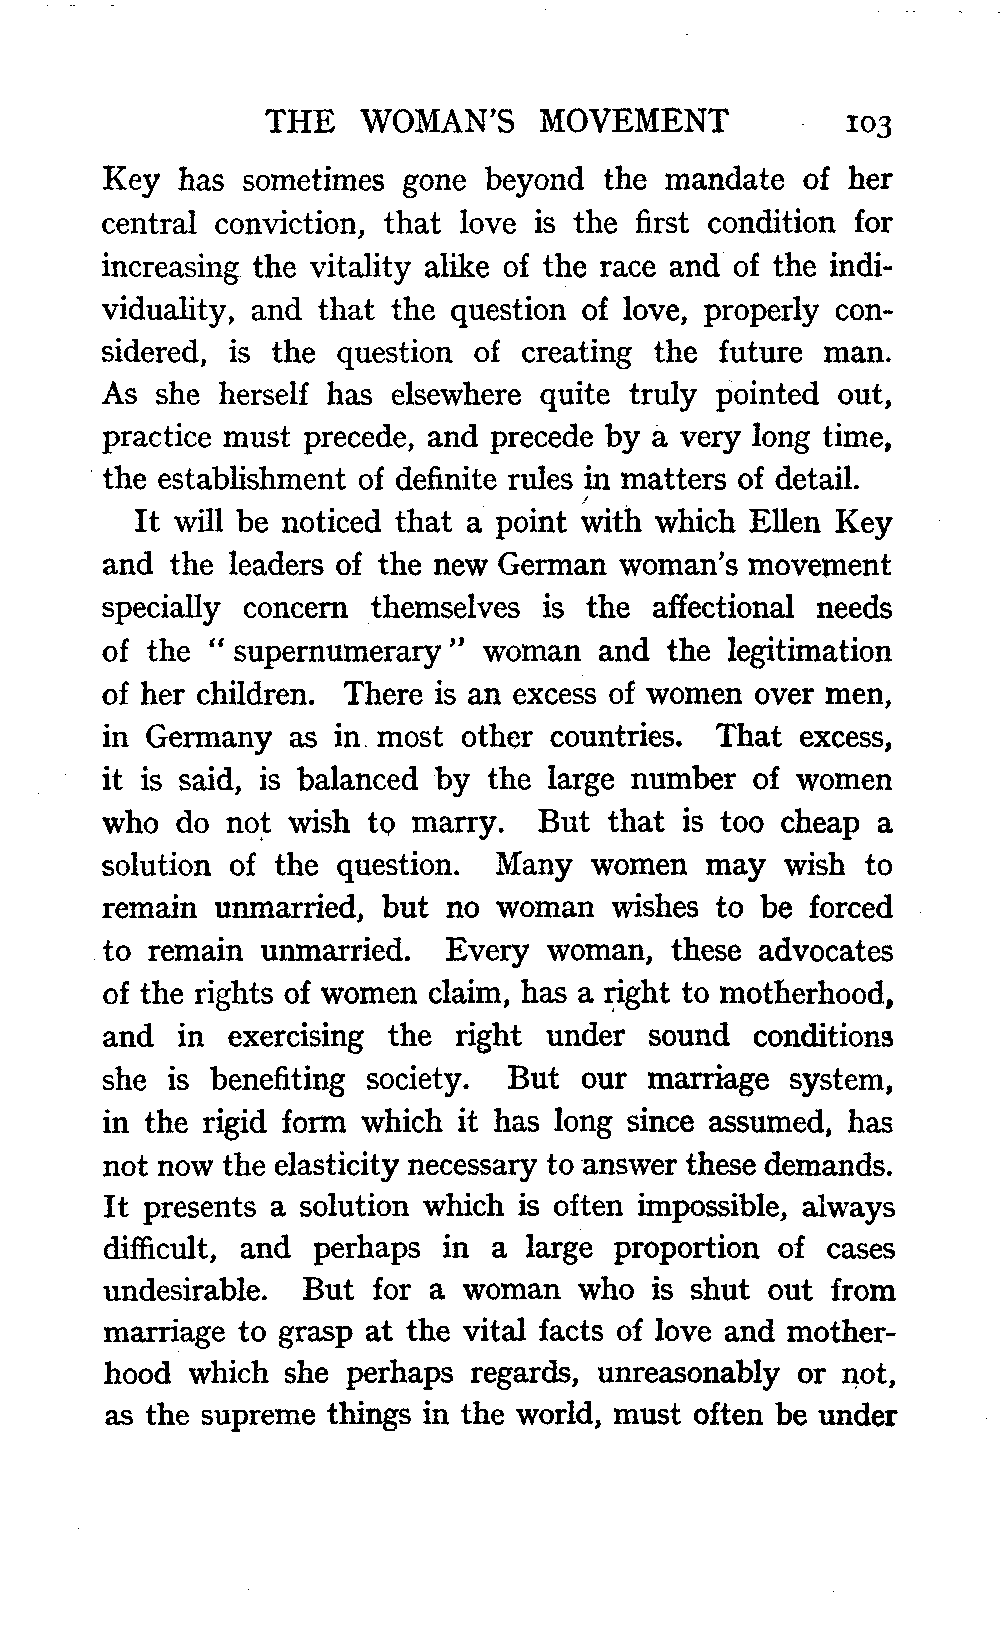 THE WOMAN'S MOVEMENT 103
Key has sometimes gone beyond the mandate of her
central conviction, that love is the first condition for
increasing the vitality alike of the race and of the indi-
viduality, and that the question of love, properly con-
sidered, is the question of creating the future man.
As she herself has elsewhere quite truly pointed out,
practice must precede, and precede by a very long time,
the establishment of definite rules in matters of detail.
It will be noticed that a point with which Ellen Key
and the leaders of the new German woman's movement
specially concern themselves is the affectional needs
of the "supernumerary" woman and the legitimation
of her children. There is an excess of women over men,
in Germany as in most other countries. That excess,
it is said, is balanced by the large number of women
who do not wish to marry. But that is too cheap a
solution of the question. Many women may wish to
remain unmarried, but no woman wishes to be forced
to remain unmarried. Every woman, these advocates
of the rights of women claim, has a right to motherhood,
and in exercising the right under sound conditions
she is benefiting society. But our marriage system,
in the rigid form which it has long since assumed, has
not now the elasticity necessary to answer these demands.
It presents a solution which is often impossible, always
difficult, and perhaps in a large proportion of cases
undesirable. But for a woman who is shut out from
marriage to grasp at the vital facts of love and mother-
hood which she perhaps regards, unreasonably or not,
as the supreme things in the world, must often be under